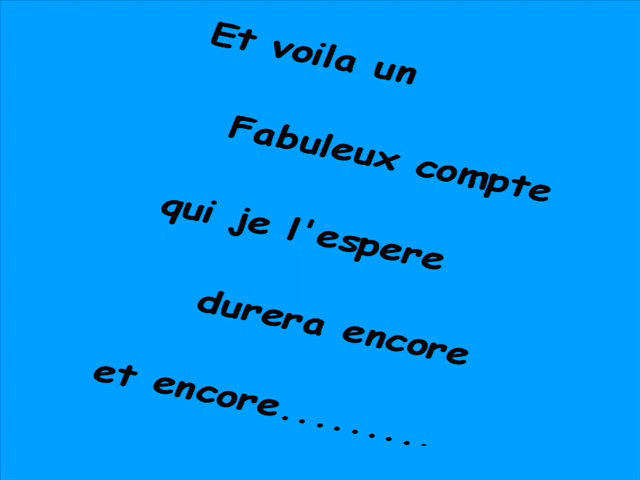 Et voila un
Fabuleux compte
qui je l'espere
durera encore
et encore.........